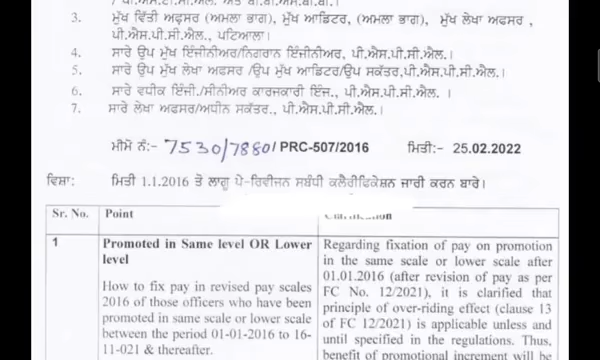 3. ਮੁੱਖ ਵਿੱਤੀ ਅਫਸਰ (ਅਮਲਾ ਭਾਗ), ਮੁੱਖ ਆਡਿਟਰ, (ਅਮਲਾ ਭਾਗ), ਮੁੱਖ ਲੇਖਾ ਅਫਸਰ ,
ਪੀ.ਐਸ.ਪੀ.ਸੀ.ਐਲ., ਪਟਿਆਲਾ।
4. ਸਾਰੇ ਉਪ ਮੁੱਖ ਇੰਜੀਨੀਅਰ/ਨਿਗਰਾਨ ਇੰਜੀਨੀਅਰ, ਪੀ.ਐਸ.ਪੀ.ਸੀ.ਐਲ.।
5. ਸਾਰੇ ਉਪ ਮੁੱਖ ਲੇਖਾ ਅਫਸਰ /ਉਪ ਮੁੱਖ ਆਡਿਟਰ/ਉਪ ਸਕੱਤਰ,ਪੀ.ਐਸ.ਪੀ.ਸੀ.ਐਲ.।
6. ਸਾਰੇ ਵਧੀਕ ਇੰਜੀ./ਸੀਨੀਅਰ ਕਾਰਜਕਾਰੀ ਇੰਜ., ਪੀ.ਐਸ.ਪੀ.ਸੀ.ਐਲ. ।
7. ਸਾਰੇ ਲੇਖਾ ਅਫਸਰ/ਅਧੀਨ ਸਕੱਤਰ., ਪੀ.ਐਸ.ਪੀ.ਸੀ.ਐਲ.।
ਮੀਮੋ ਨੰ:- 7530/7880/ PRC-507/2016 ਮਿਤੀ:- 25.02.2022
ਵਿਸ਼ਾ: ਮਿਤੀ 1.1.2016 ਤੋਂ ਲਾਗੂ ਪੇ-ਰਿਵੀਜਨ ਸਬੰਧੀ ਕਲੈਰੀਫਿਕੇਸ਼ਨ ਜਾਰੀ ਕਰਨ ਬਾਰੇ।
Sr. No. Point
1 Promoted in Same level OR Lower
level
How to fix pay in revised pay scales
2016 of those officers who have been
promoted in same scale or lower scale
between the period 01-01-2016 to 16-
11-021 & thereafter.
Regarding fixation of pay on promotion
in the same scale or lower scale after
01.01.2016 (after revision of pay as per
FC No. 12/2021), it is clarified that
principle of over-riding effect (clause 13
of FC 12/2021) is applicable unless and
until specified in the regulations. Thus,
benefit of promotional increment will be